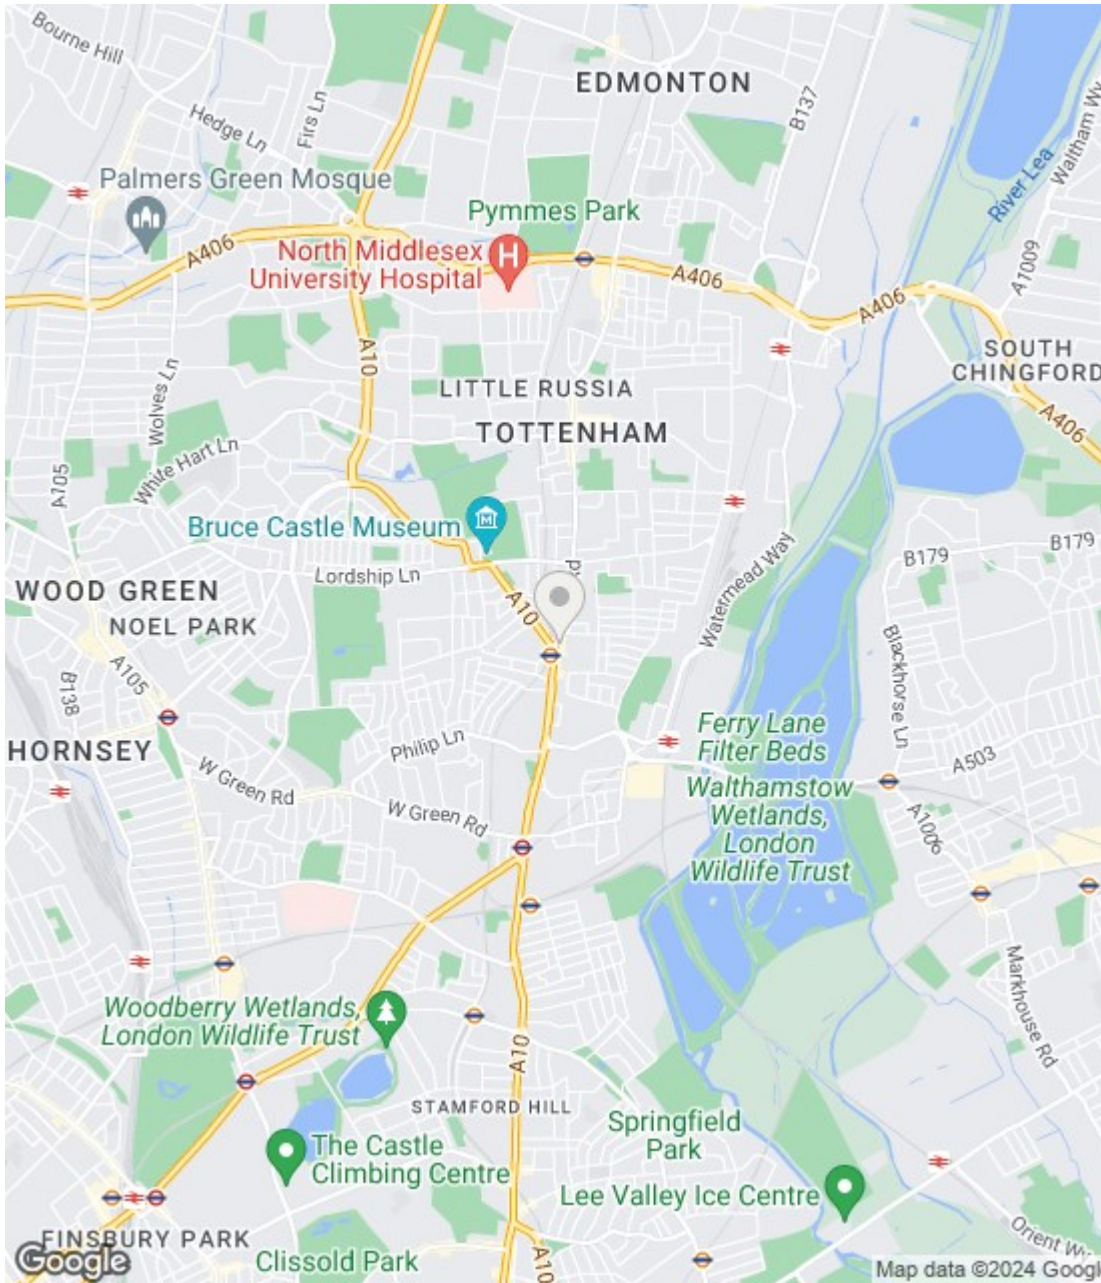 Bourne Hill
EDMONTON
B137
Hedge Ln
Firs Ln
Waltham Wy
River Lea
Palmers Green Mosque
Pymmes Park
A406
North Middlesex
University Hospital
H
A406
A406
A1009
A10
SOUTH
CHINGFORD
LITTLE RUSSIA
Wolves Ln
TOTTENHAM
A406
White Hart Ln
A105
Bruce Castle Museum
M
B179
B179
Lordship Ln
Rd
Watermead Way
WOOD GREEN
A10
NOEL PARK
A105
B138
Blackhorse Ln
HORNSEY
Philip Ln
Ferry Lane
Filter Beds
A503
W Green Rd
Walthamstow
Wetlands,
London
Wildlife Trust
W Green Rd
A1006
Markhouse Rd
Woodberry Wetlands,
London Wildlife Trust
A10
STAMFORD HILL
Springfield
Park
The Castle
Climbing Centre
Lee Valley Ice Centre
FINSBURY PARK
Orient Wy
Clissold Park
A10
Google
Map data ©2024 Googl